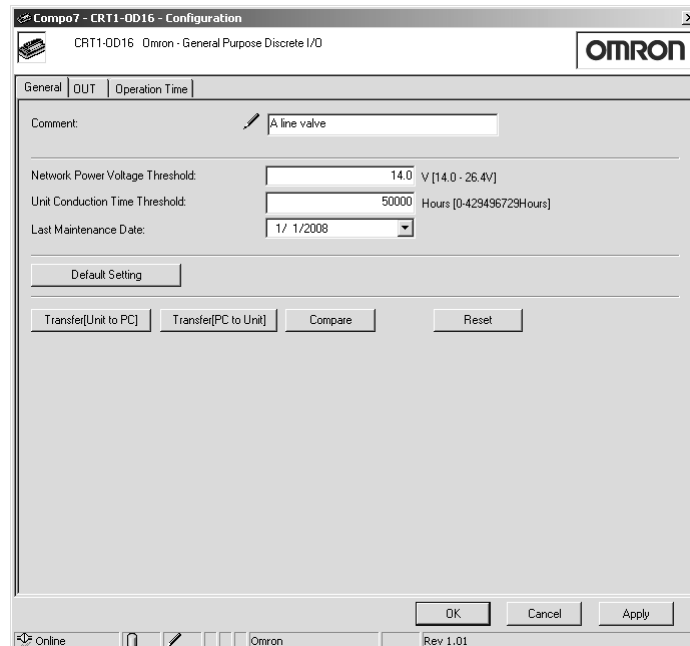 Compo7 - CRT1-OD16 - Configuration
CRT1-OD16 Omron - General Purpose Discrete I/O
OMRON
General OUT Operation Time
Comment: A line valve
Network Power Voltage Threshold: 14.0 V [14.0 - 26.4V]
Unit Conduction Time Threshold: 50000 Hours [0-429496729Hours]
Last Maintenance Date: 1/ 1/2008
Default Setting
Transfer[Unit to PC] Transfer[PC to Unit] Compare Reset
OK Cancel Apply
Online Omron Rev 1.01